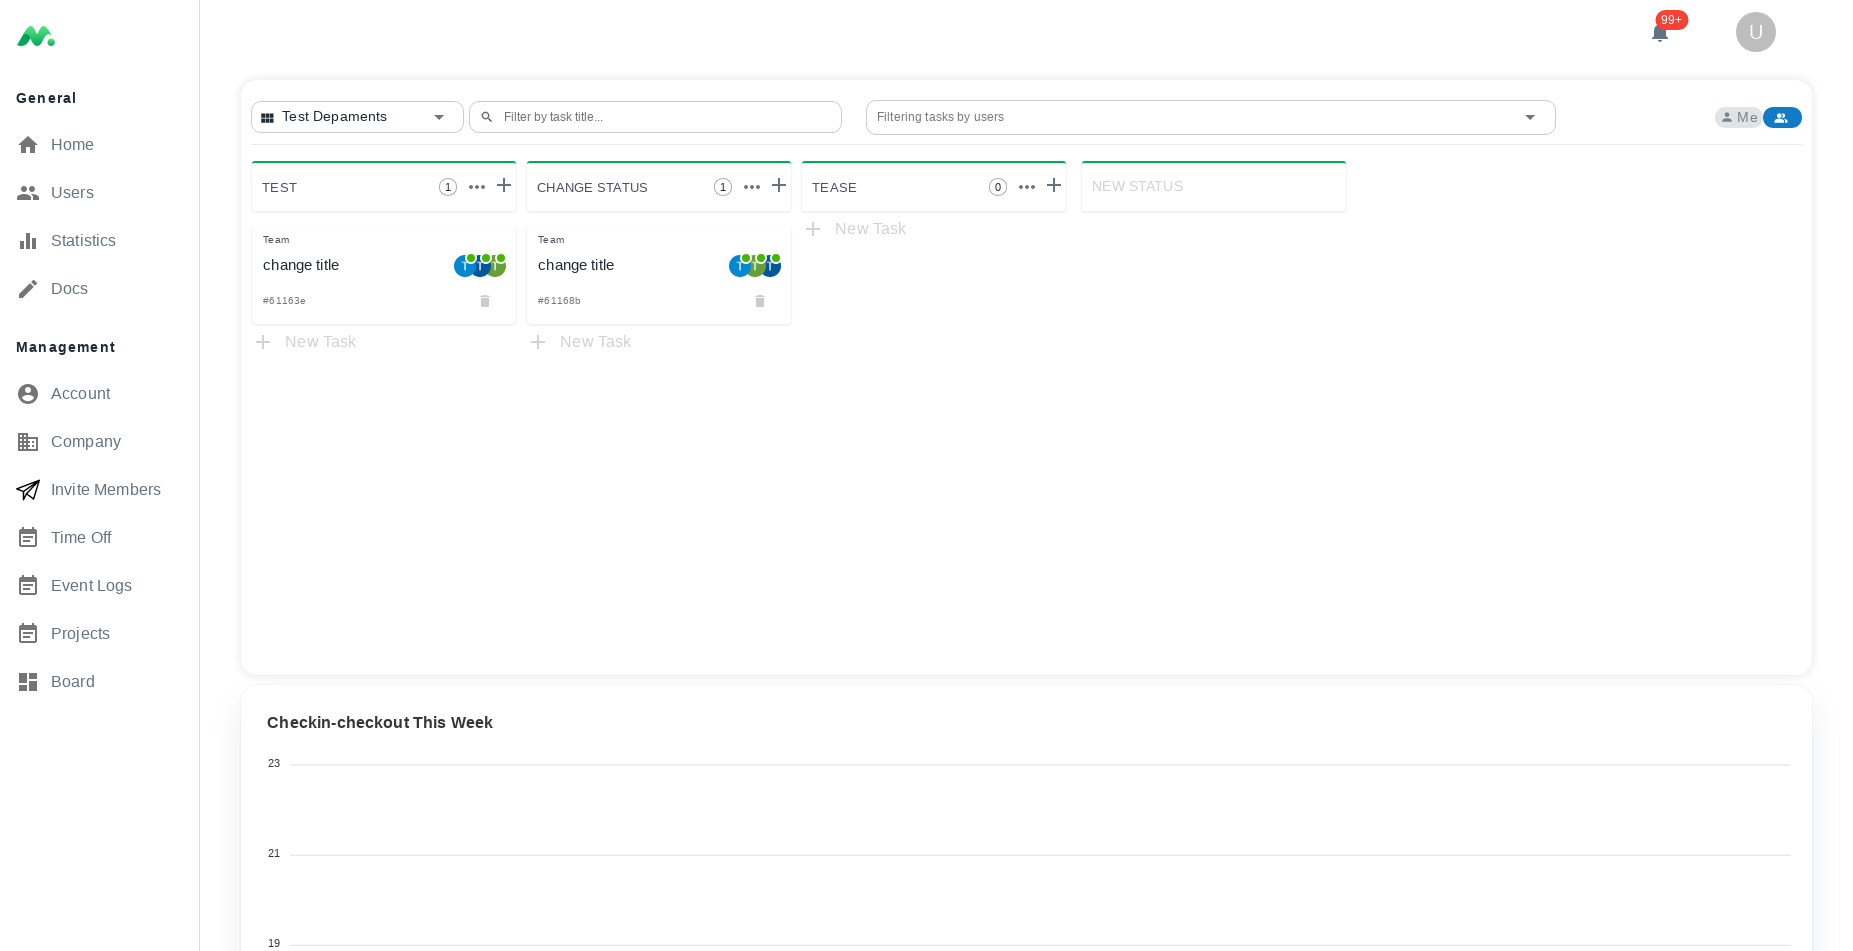 99+
U
General
Home
Users
Statistics
Docs
Management
Account
Company
Invite Members
Time Off
Event Logs
Projects
Board
Test Depaments
Filter by task title...
Filtering tasks by users
Me
TEST
1
CHANGE STATUS
1
TEASE
0
NEW STATUS
Team
change title
T T T
#61163e
New Task
Team
change title
T T T
#61168b
New Task
New Task
Checkin-checkout This Week
23
21
19